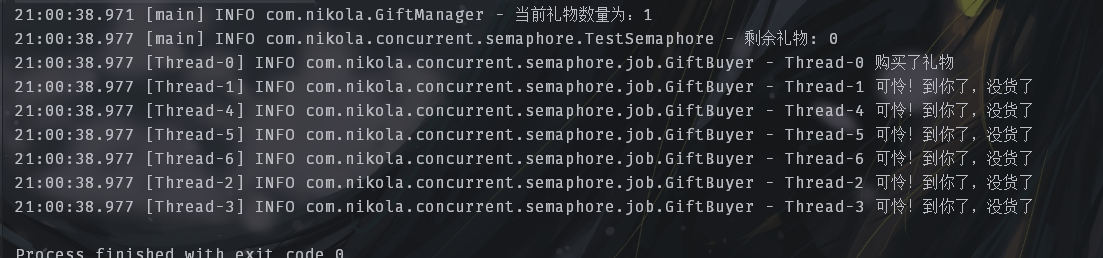 21:00:38.971 [main] INFO com.nikola.GiftManager - 当前礼物数量为：1
21:00:38.977 [main] INFO com.nikola.concurrent.semaphore.TestSemaphore - 剩余礼物: 0
21:00:38.977 [Thread-0] INFO com.nikola.concurrent.semaphore.job.GiftBuyer - Thread-0 购买了礼物
21:00:38.977 [Thread-1] INFO com.nikola.concurrent.semaphore.job.GiftBuyer - Thread-1 可怜！到你了，没货了
21:00:38.977 [Thread-4] INFO com.nikola.concurrent.semaphore.job.GiftBuyer - Thread-4 可怜！到你了，没货了
21:00:38.977 [Thread-5] INFO com.nikola.concurrent.semaphore.job.GiftBuyer - Thread-5 可怜！到你了，没货了
21:00:38.977 [Thread-6] INFO com.nikola.concurrent.semaphore.job.GiftBuyer - Thread-6 可怜！到你了，没货了
21:00:38.977 [Thread-2] INFO com.nikola.concurrent.semaphore.job.GiftBuyer - Thread-2 可怜！到你了，没货了
21:00:38.977 [Thread-3] INFO com.nikola.concurrent.semaphore.job.GiftBuyer - Thread-3 可怜！到你了，没货了
Process finished with exit code 0